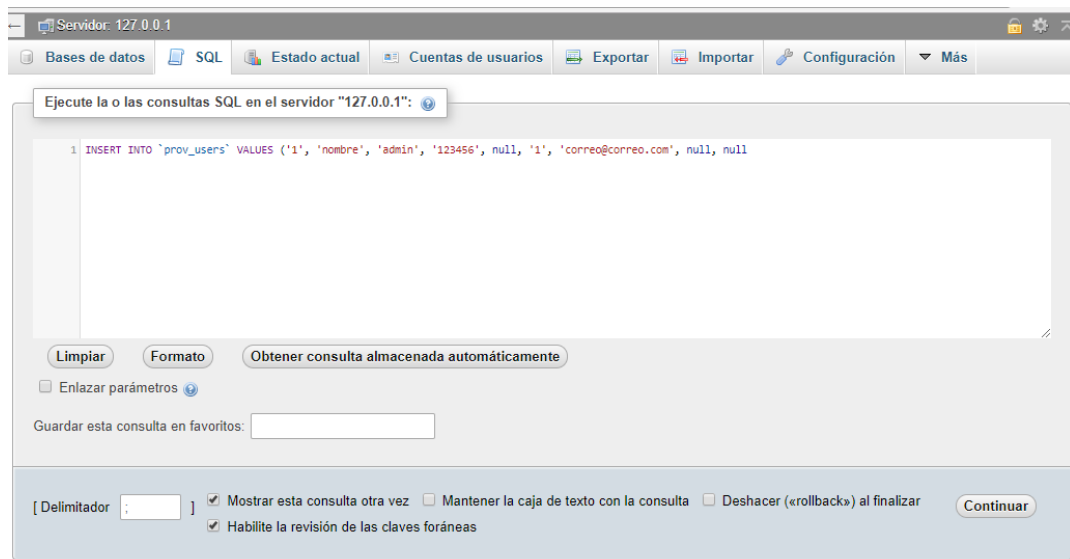 Servidor: 127.0.0.1
Bases de datos SQL Estado actual Cuentas de usuarios Exportar Importar Configuración Más
Ejecute la o las consultas SQL en el servidor "127.0.0.1":
1 INSERT INTO `prov_users` VALUES ('1', 'nombre', 'admin', '123456', null, '1', 'correo@correo.com', null, null
Limpiar Formato Obtener consulta almacenada automáticamente
Enlazar parámetros
Guardar esta consulta en favoritos:
[ Delimitador ; ] Mostrar esta consulta otra vez Mantener la caja de texto con la consulta Deshacer («rollback») al finalizar Continuar
Habilite la revisión de las claves foráneas